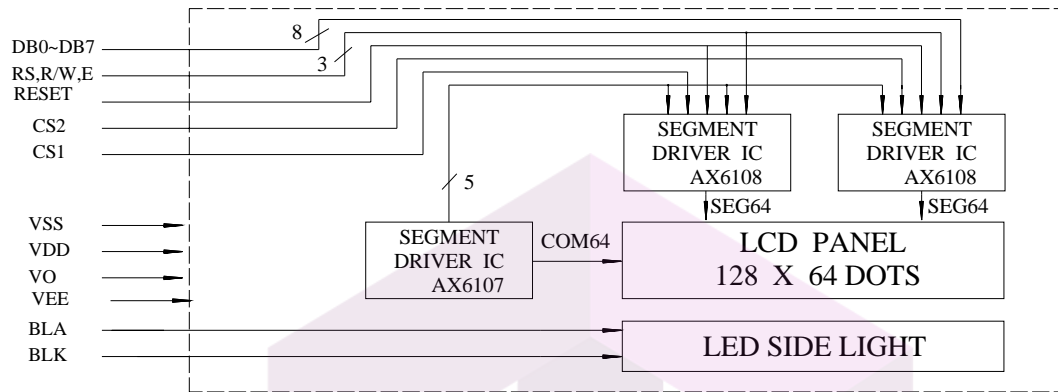 8
DB0~DB7
3
RS,R/W,E
RESET
CS2
CS1
SEGMENT
DRIVER IC
AX6108
SEGMENT
DRIVER IC
AX6108
5
SEG64
SEG64
VSS
VDD
VO
VEE
SEGMENT
DRIVER IC
AX6107
COM64
LCD PANEL
128 X 64 DOTS
BLA
BLK
LED SIDE LIGHT